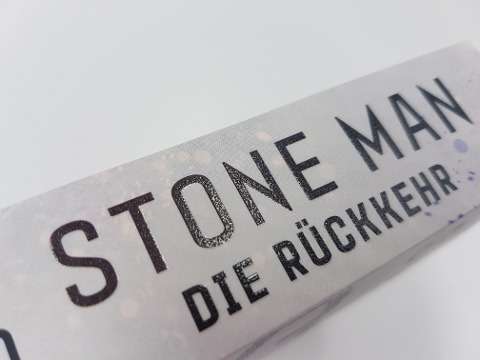 STONE MAN
DIE RÜCKKEHR